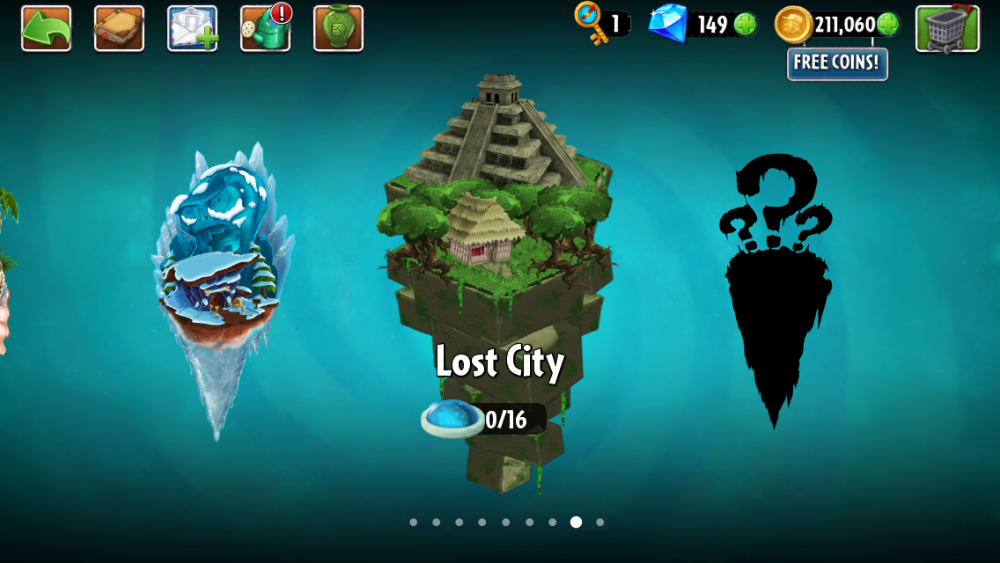 !
1
149
211,060
FREE COINS!
? ? ?
Lost City
0/16